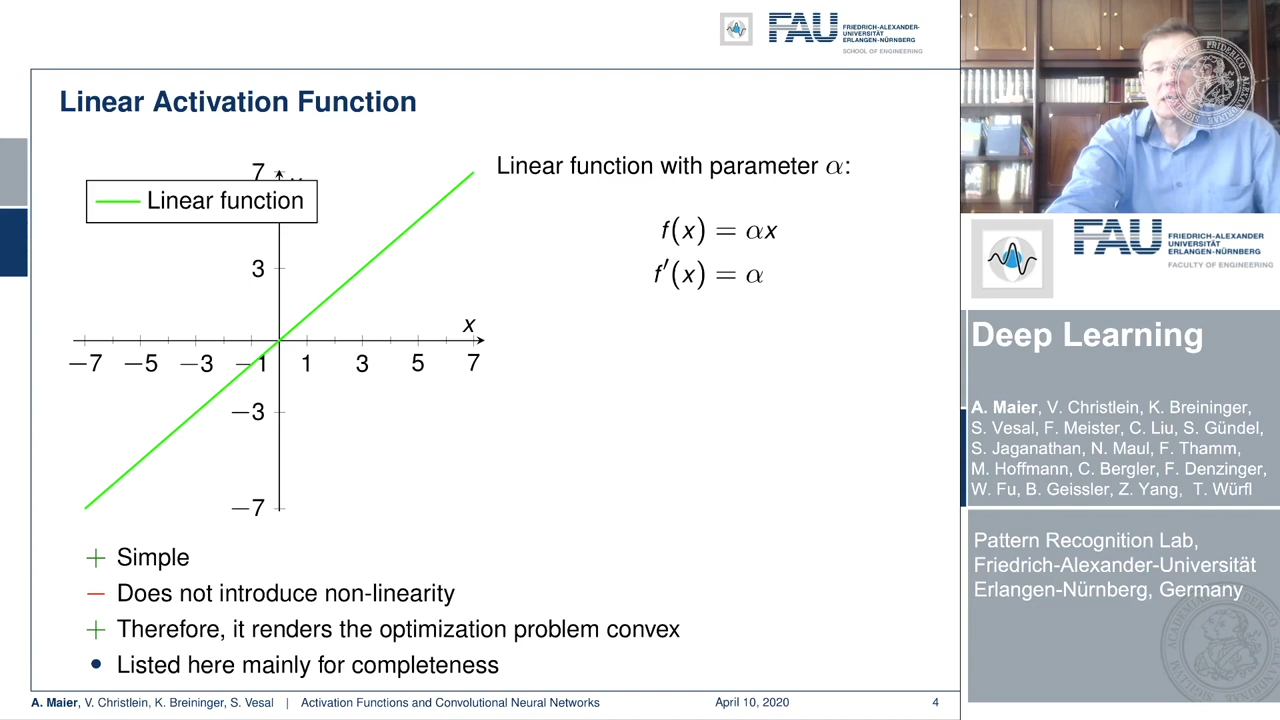 FAU FRIEDRICH-ALEXANDER-
UNIVERSITÄT
ERLANGEN-NÜRNBERG
SCHOOL OF ENGINEERING
Linear Activation Function
7
Linear function
3
x
−7 −5 −3 −1 1 3 5 7
−3
−7
Linear function with parameter α:
f(x) = αx
f′(x) = α
+ Simple
− Does not introduce non-linearity
+ Therefore, it renders the optimization problem convex
• Listed here mainly for completeness
A. Maier, V. Christlein, K. Breininger, S. Vesal | Activation Functions and Convolutional Neural Networks April 10, 2020 4
FAU FRIEDRICH-ALEXANDER
UNIVERSITÄT
ERLANGEN-NÜRNBERG
FACULTY OF ENGINEERING
Deep Learning
A. Maier, V. Christlein, K. Breininger,
S. Vesal, F. Meister, C. Liu, S. Gündel,
S. Jaganathan, N. Maul, F. Thamm,
M. Hoffmann, C. Bergler, F. Denzinger,
W. Fu, B. Geissler, Z. Yang, T. Würfl
Pattern Recognition Lab,
Friedrich-Alexander-Universität
Erlangen-Nürnberg, Germany